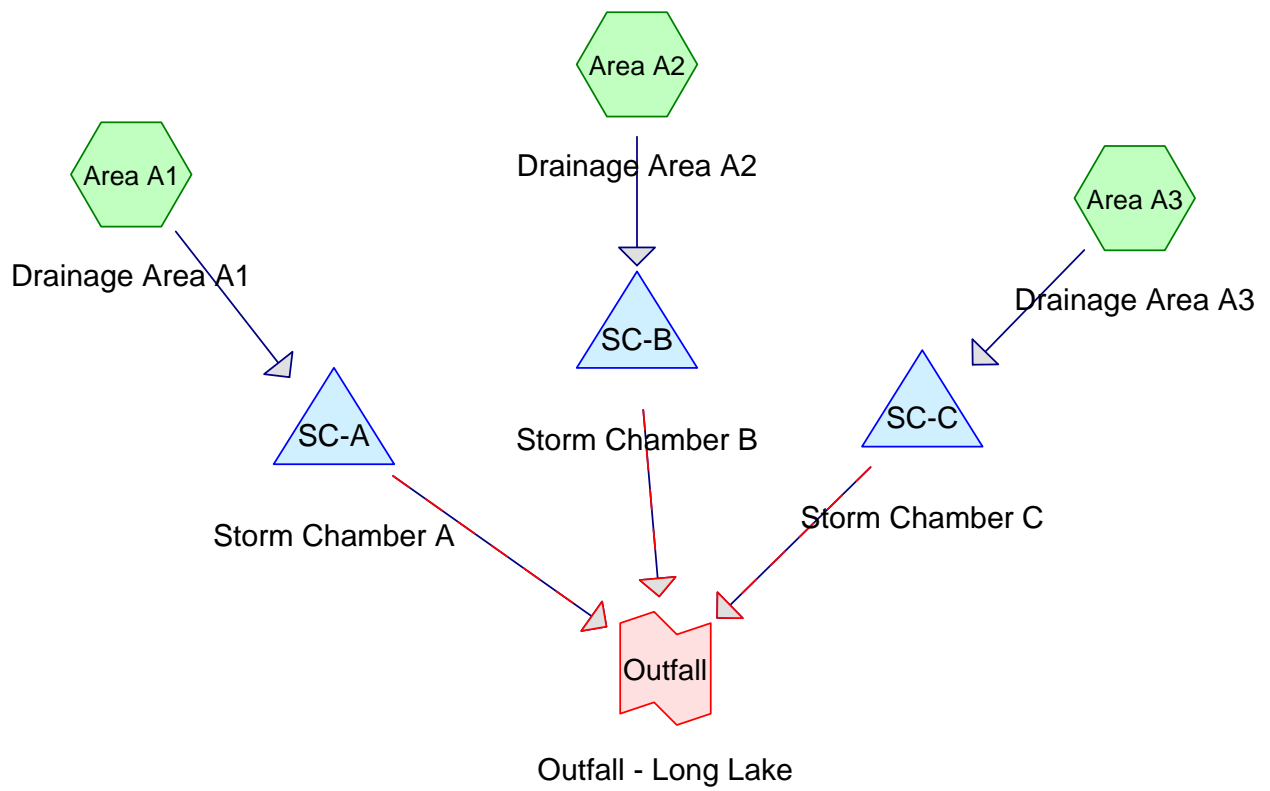 Area A2
Drainage Area A2
Area A1
Drainage Area A1
Area A3
Drainage Area A3
SC-B
Storm Chamber B
SC-A
Storm Chamber A
SC-C
Storm Chamber C
Outfall
Outfall - Long Lake